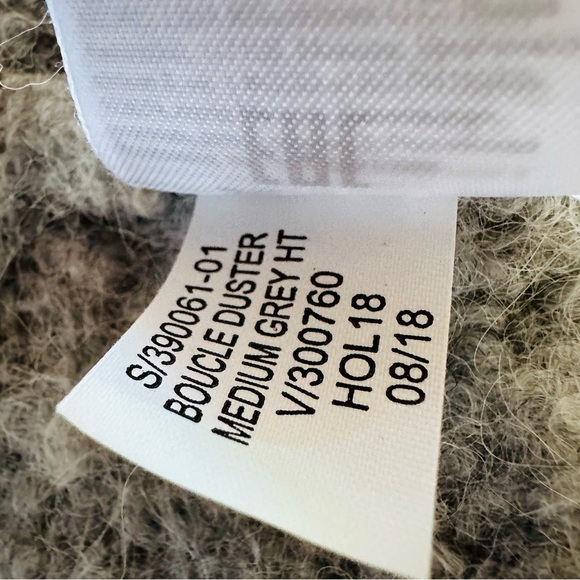 S/390061-01
BOUCLE DUSTER
MEDIUM GREY HT
V/300760
HOL18
08/18